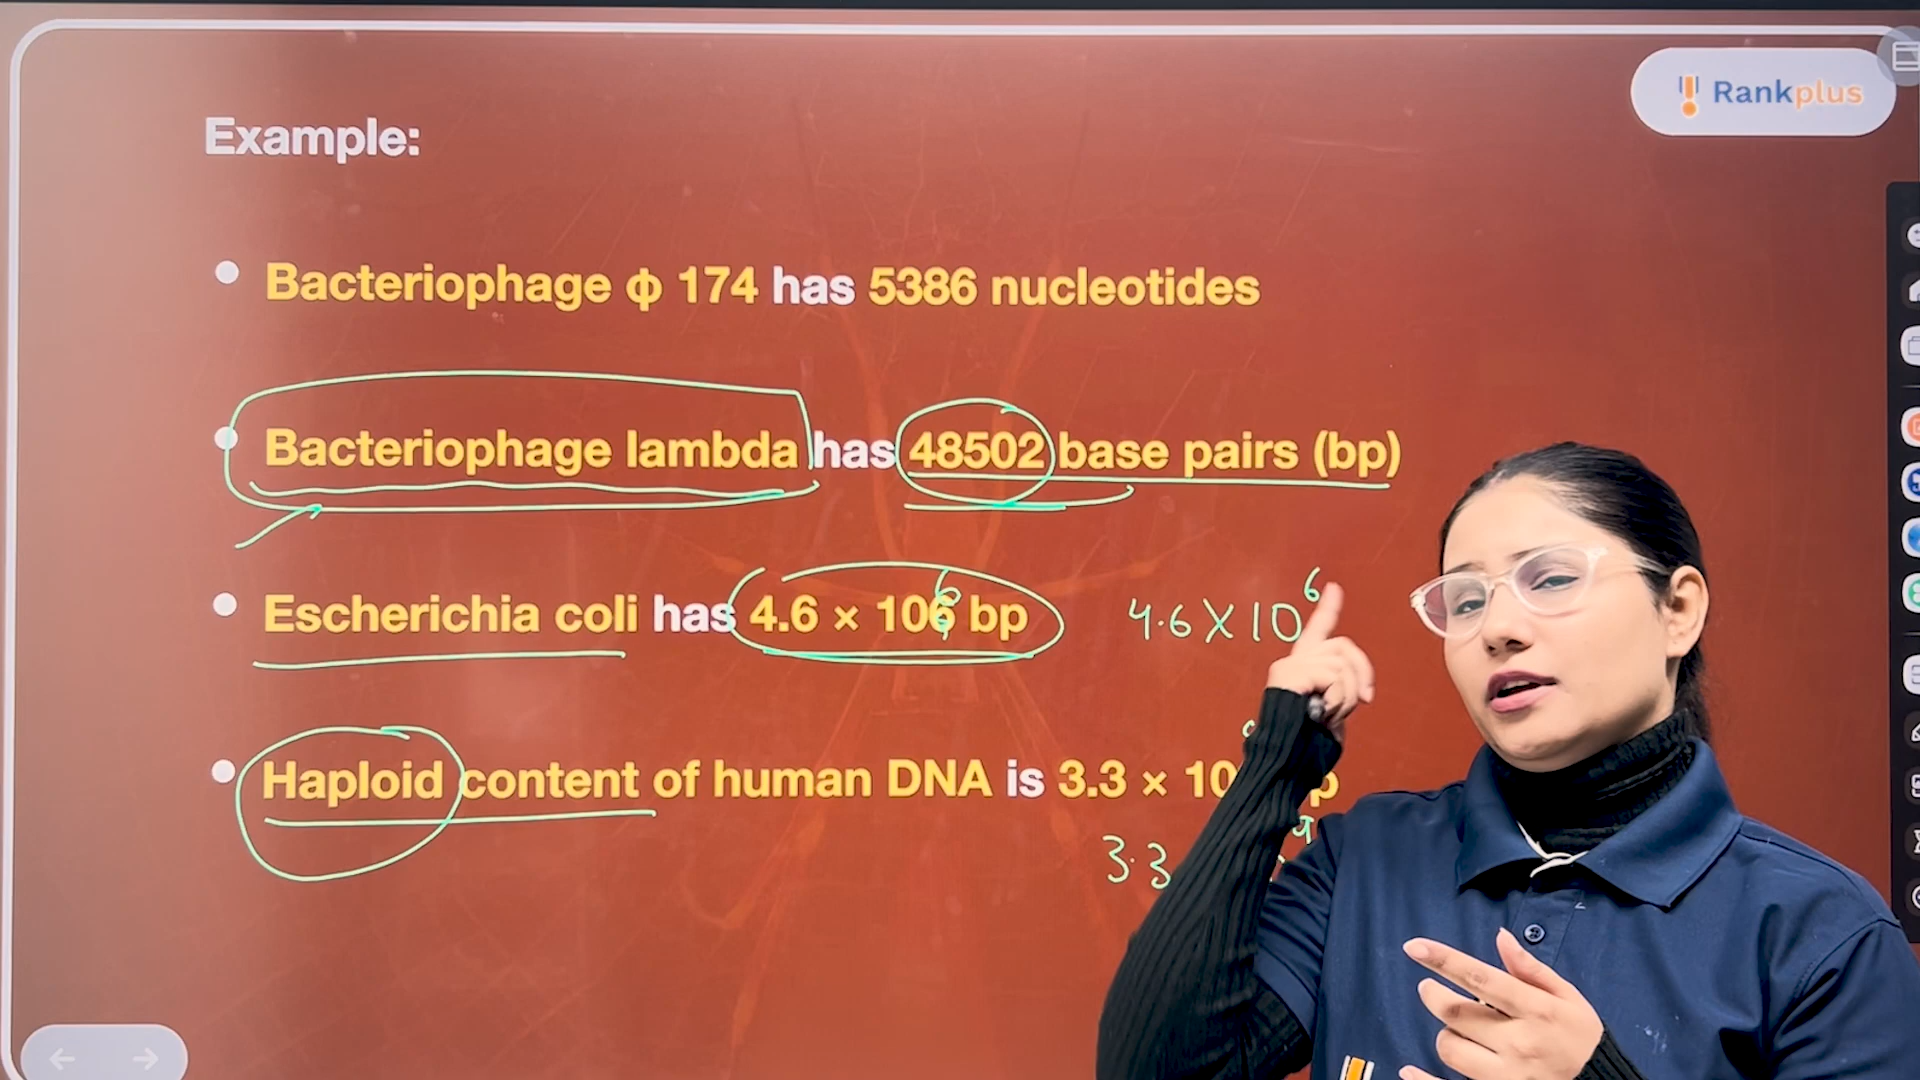 Rankplus
Example:
Bacteriophage ф 174 has 5386 nucleotides
Bacteriophage lambda has 48502 base pairs (bp)
Escherichia coli has 4.6 × 106 bp 4.6 X 10 6
6
Haploid content of human DNA is 3.3 × 10
3.3